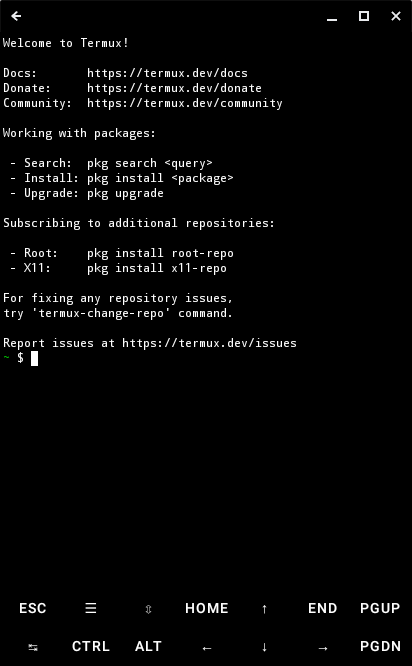 Welcome to Termux!
Docs:       https://termux.dev/docs
Donate:     https://termux.dev/donate
Community:  https://termux.dev/community
Working with packages:
 - Search:  pkg search <query>
 - Install: pkg install <package>
 - Upgrade: pkg upgrade
Subscribing to additional repositories:
 - Root:    pkg install root-repo
 - X11:     pkg install x11-repo
For fixing any repository issues,
try 'termux-change-repo' command.
Report issues at https://termux.dev/issues
~ $
ESC ☰ ⇳ HOME ↑ END PGUP
↹ CTRL ALT ← ↓ → PGDN